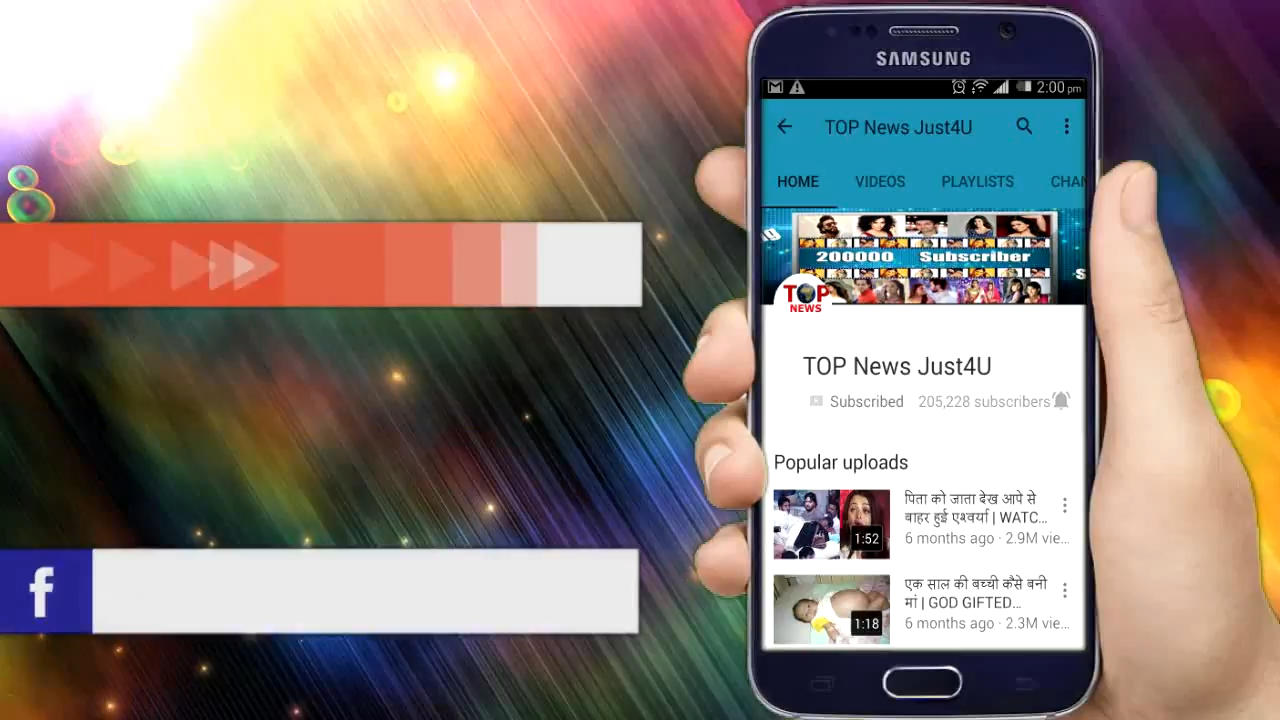 SAMSUNG
2:00 pm
TOP News Just4U
HOME VIDEOS PLAYLISTS CHAN
200000 Subscriber
TOP
NEWS
TOP News Just4U
Subscribed 205,228 subscribers
Popular uploads
पिता को जाता देख आपे से
बाहर हुई एश्वर्या | WATC...
1:52
6 months ago · 2.9M vie...
एक साल की बच्ची कैसे बनी
मां | GOD GIFTED...
1:18
6 months ago · 2.3M vie...
f